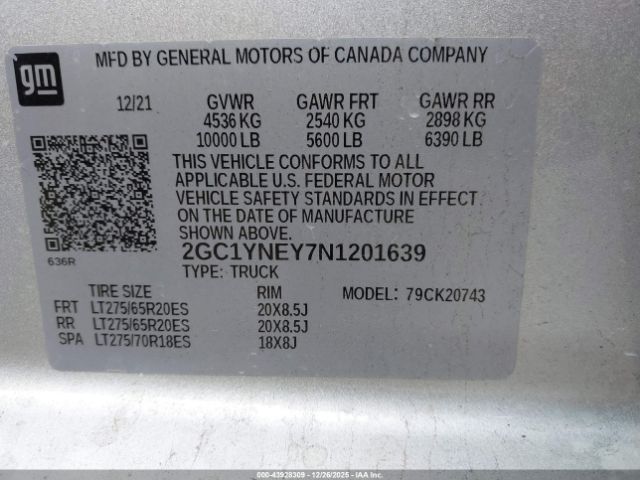 gm
MFD BY GENERAL MOTORS OF CANADA COMPANY
12/21 GVWR GAWR FRT GAWR RR
4536 KG 2540 KG 2898 KG
10000 LB 5600 LB 6390 LB
THIS VEHICLE CONFORMS TO ALL
APPLICABLE U.S. FEDERAL MOTOR
VEHICLE SAFETY STANDARDS IN EFFECT
ON THE DATE OF MANUFACTURE
SHOWN ABOVE.
636R
2GC1YNEY7N1201639
TYPE: TRUCK
TIRE SIZE RIM MODEL: 79CK20743
FRT LT275/65R20ES 20X8.5J
RR LT275/65R20ES 20X8.5J
SPA LT275/70R18ES 18X8J
000-43928309 - 12/26/2025 - IAAI.CA